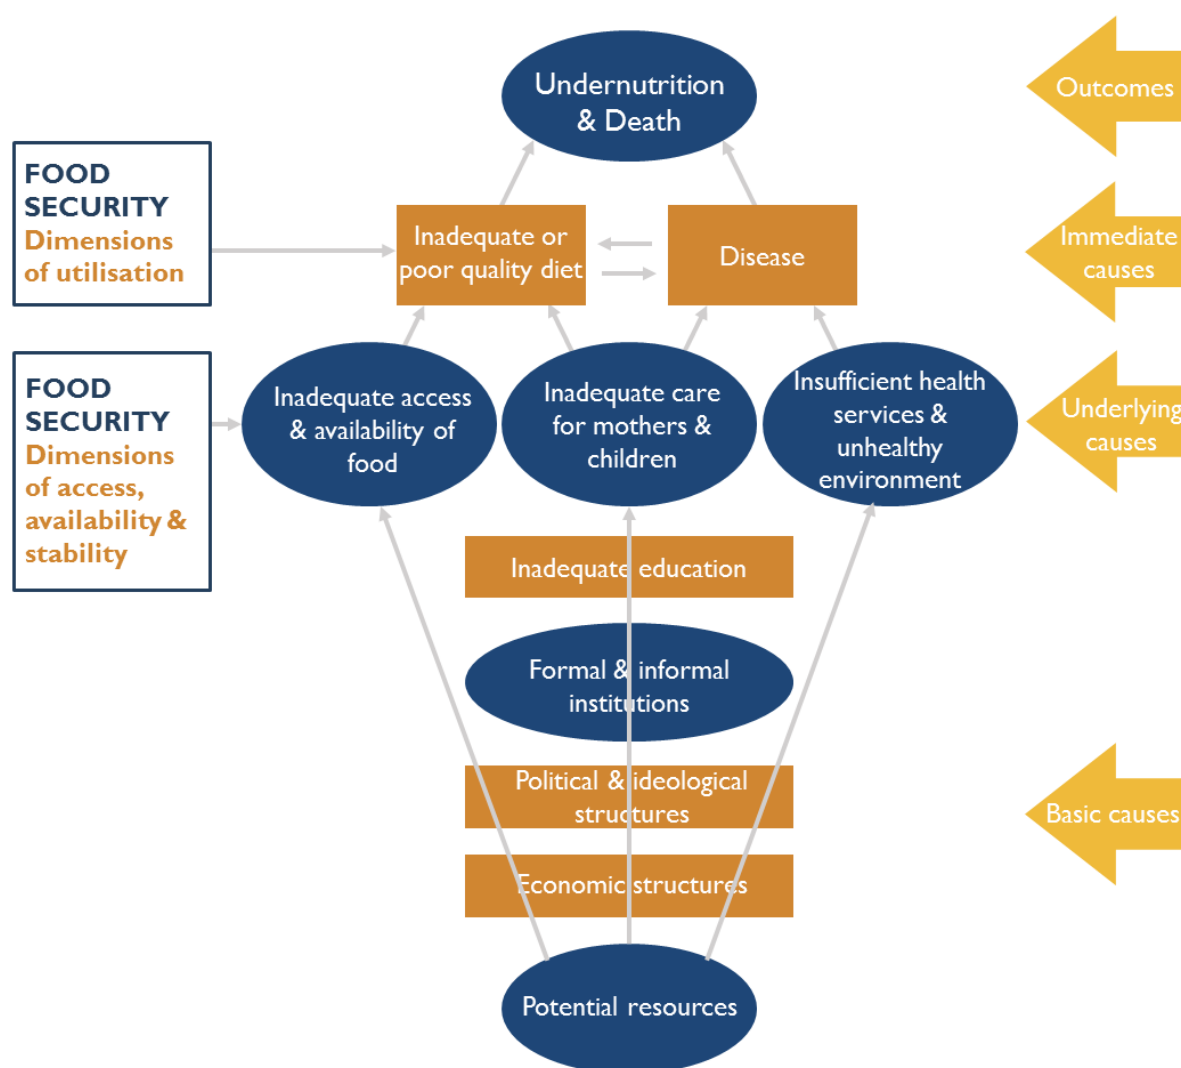 Undernutrition
& Death
Outcomes
FOOD
SECURITY
Dimensions
of utilisation
Inadequate or
poor quality diet
Disease
Immediate
causes
FOOD
SECURITY
Dimensions
of access,
availability &
stability
Inadequate access
& availability of
food
Inadequate care
for mothers &
children
Insufficient health
services &
unhealthy
environment
Underlying
causes
Inadequate education
Formal & informal
institutions
Political & ideological
structures
Basic causes
Economic structures
Potential resources